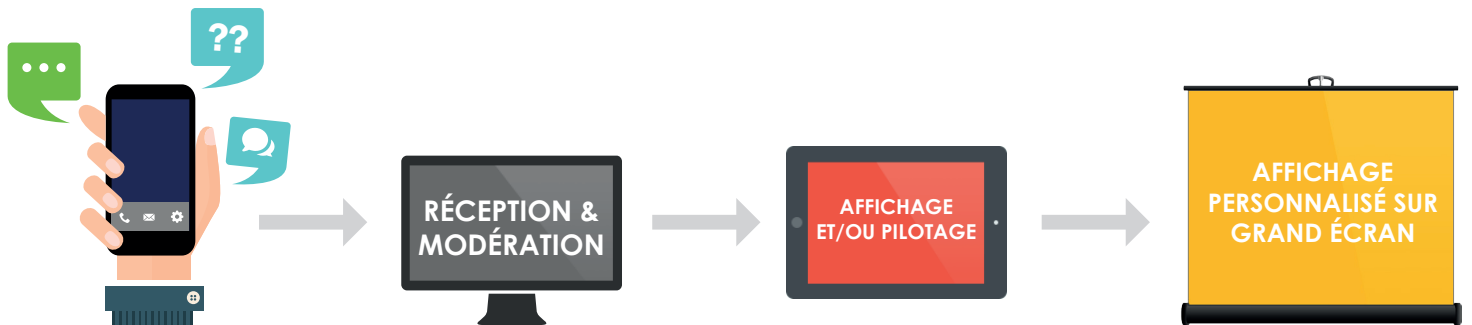 ??
RÉCEPTION &
MODÉRATION
AFFICHAGE
ET/OU PILOTAGE
AFFICHAGE
PERSONNALISÉ SUR
GRAND ÉCRAN